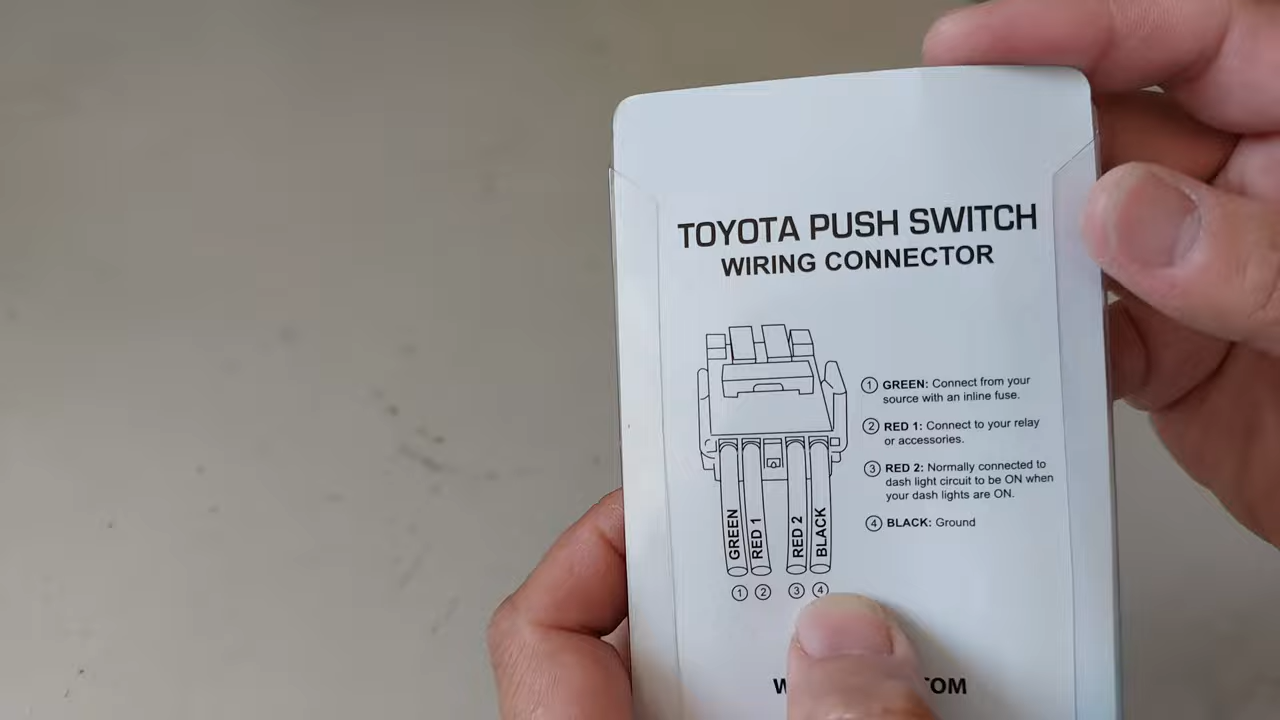 TOYOTA PUSH SWITCH
WIRING CONNECTOR
1 GREEN: Connect from your
source with an inline fuse.
2 RED 1: Connect to your relay
or accessories.
3 RED 2: Normally connected to
dash light circuit to be ON when
your dash lights are ON.
4 BLACK: Ground
GREEN
RED 1
RED 2
BLACK
1 2 3 4